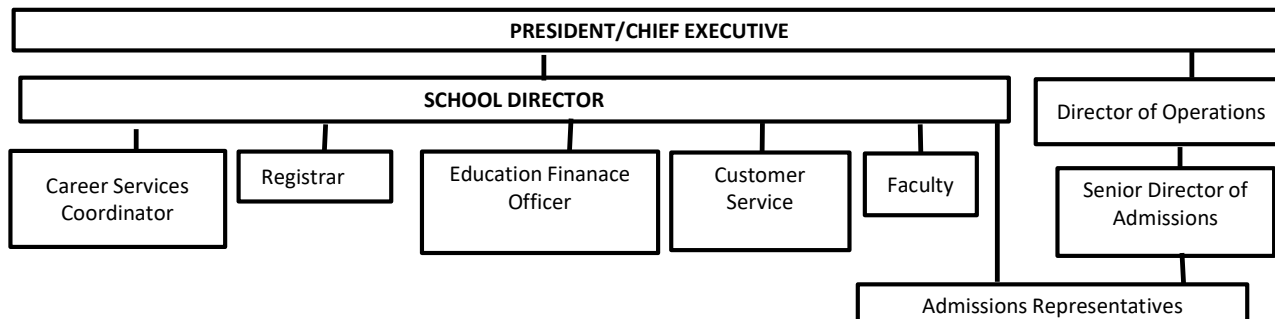 PRESIDENT/CHIEF EXECUTIVE
SCHOOL DIRECTOR
Director of Operations
Career Services
Coordinator
Registrar
Education Finanace
Officer
Customer
Service
Faculty
Senior Director of
Admissions
Admissions Representatives